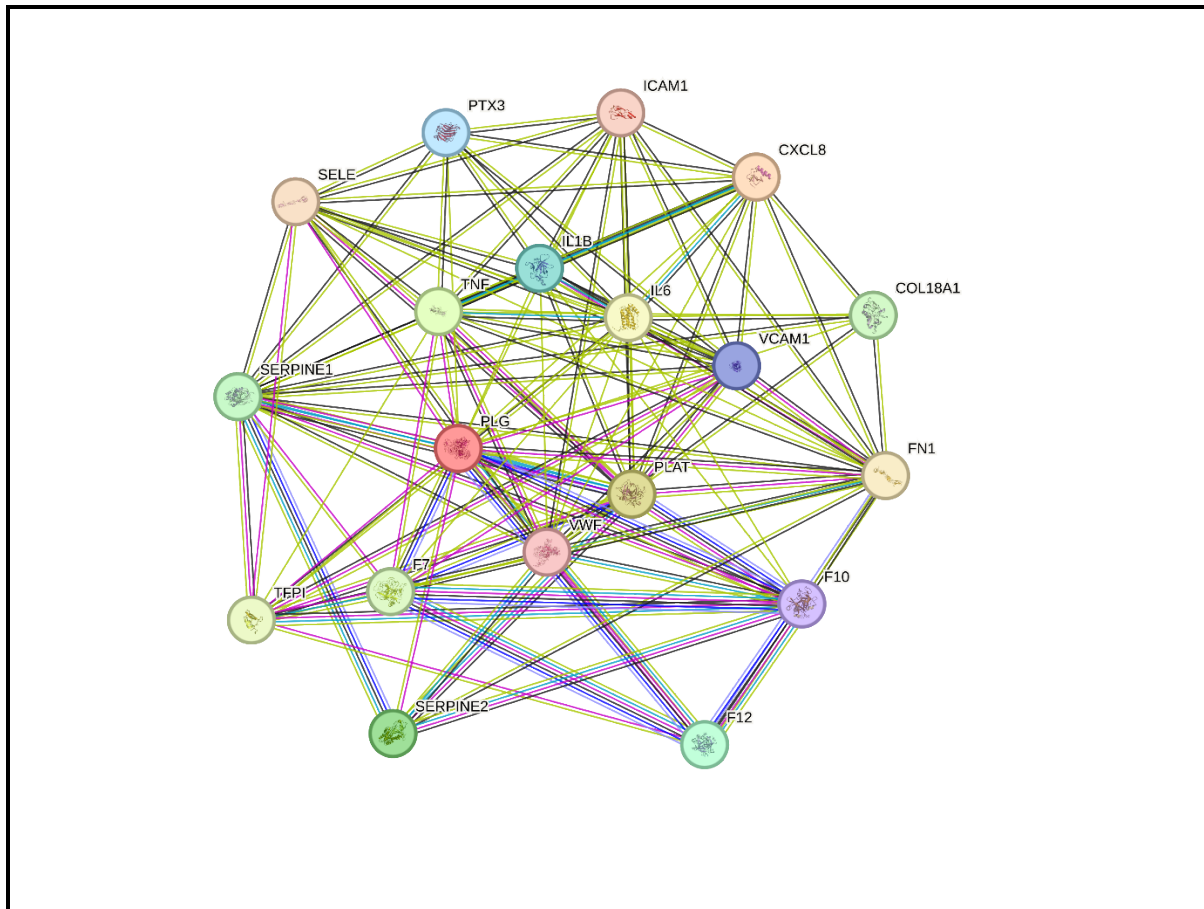 ICAM1
PTX3
CXCL8
SELE
IL1B
TNF
IL6
COL18A1
VCAM1
SERPINE1
PLG
FN1
PLAT
VWF
F7
F10
TFPI
SERPINE2
F12